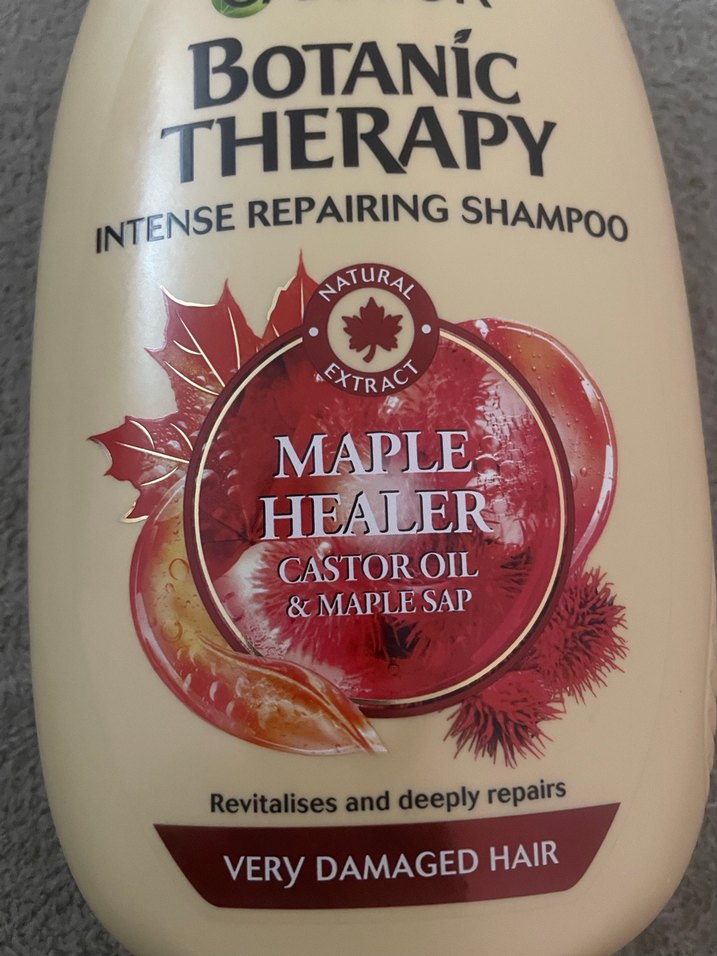 BOTANIC
THERAPY
INTENSE REPAIRING SHAMPOO
NATURAL
EXTRACT
MAPLE
HEALER
CASTOR OIL
& MAPLE SAP
Revitalises and deeply repairs
VERY DAMAGED HAIR